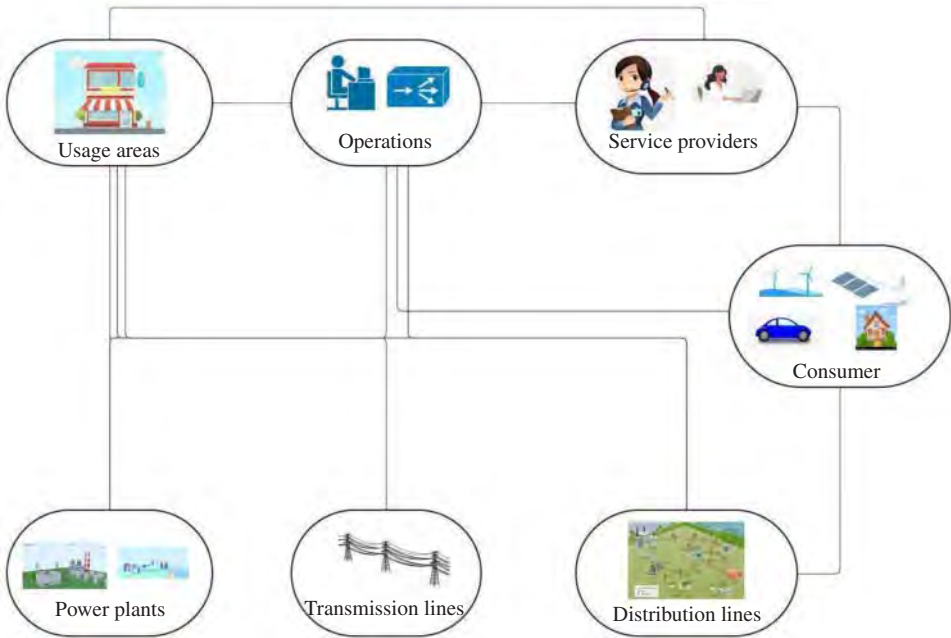 Usage areas
Operations
Service providers
Consumer
Power plants
Transmission lines
Distribution lines